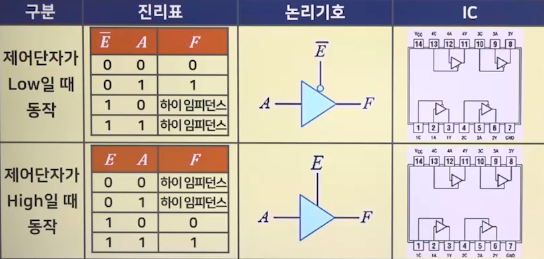 구분 진리표 논리기호 IC
제어단자가
Low일 때
동작
E A F
0 0 0
0 1 1
1 0 하이 임피던스
1 1 하이 임피던스
E
A F
Vcc 4C 4A 4Y 3C 3A 3Y
14 13 12 11 10 9 8
1 2 3 4 5 6 7
1C 1A 1Y 2C 2A 2Y GND
제어단자가
High일 때
동작
E A F
0 0 하이 임피던스
0 1 하이 임피던스
1 0 0
1 1 1
E
A F
Vcc 4C 4A 4Y 3C 3A 3Y
14 13 12 11 10 9 8
1 2 3 4 5 6 7
1C 1A 1Y 2C 2A 2Y GND